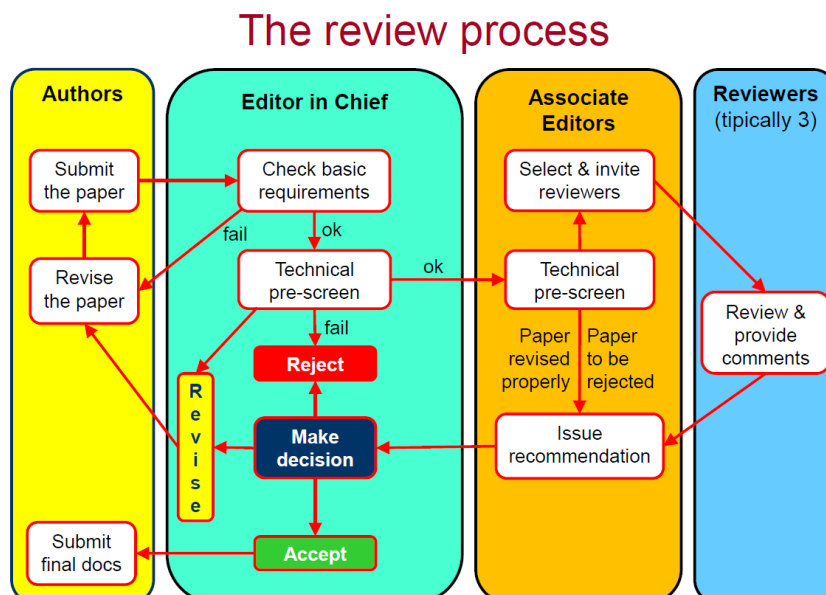 The review process
Authors
Submit
the paper
Revise
the paper
Submit
final docs
Editor in Chief
Check basic
requirements
fail
ok
Technical
pre-screen
ok
fail
Reject
Revise
Make
decision
Accept
Associate
Editors
Select & invite
reviewers
Technical
pre-screen
Paper
revised
properly
Paper
to be
rejected
Issue
recommendation
Reviewers
(tipically 3)
Review &
provide
comments